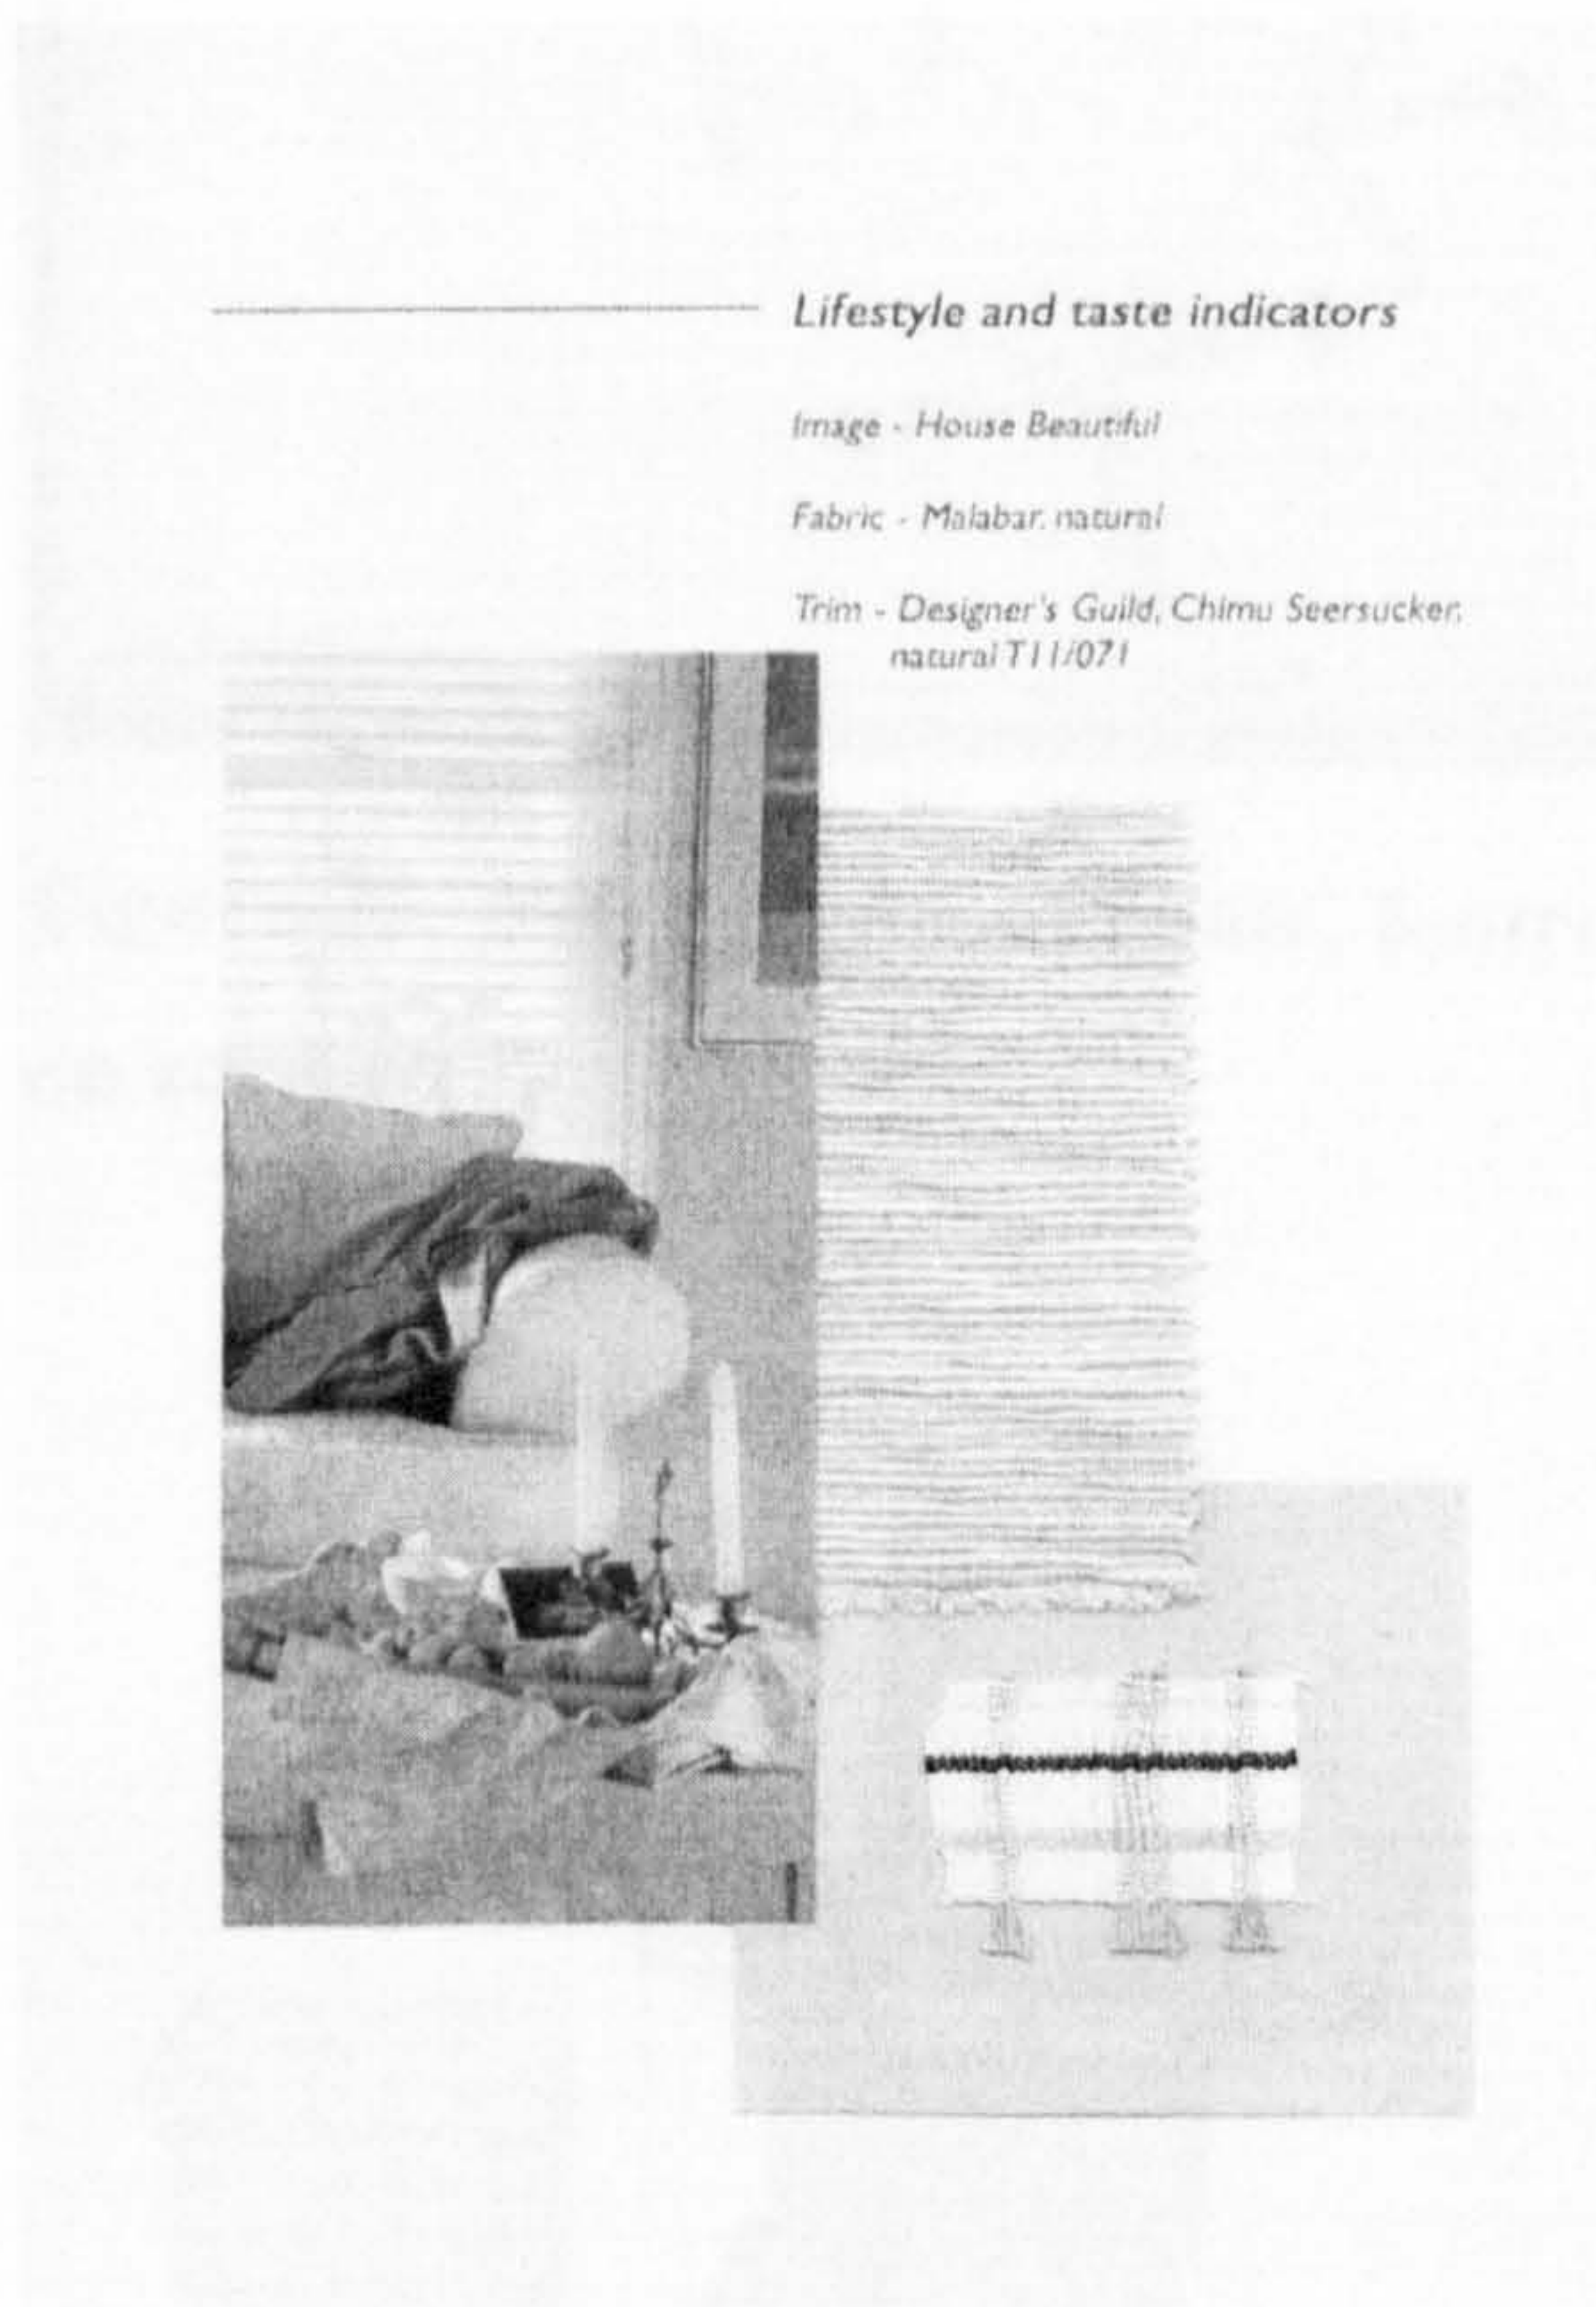 Lifestyle and taste indicators
Image - House Beautiful
Fabric - Malabar, natural
Trim - Designer's Guild, Chimu Seersucker,
natural T11/071